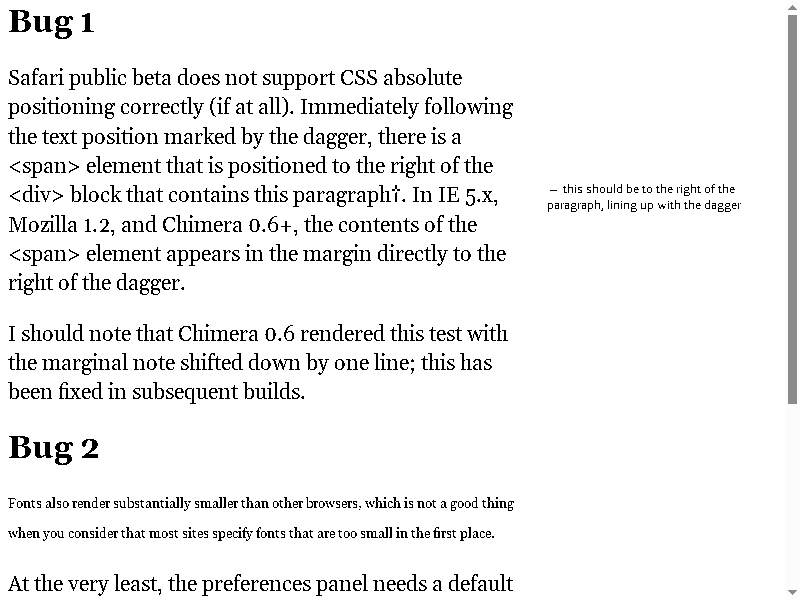 Bug 1
Safari public beta does not support CSS absolute
positioning correctly (if at all). Immediately following
the text position marked by the dagger, there is a
<span> element that is positioned to the right of the
<div> block that contains this paragraph†. In IE 5.x,
Mozilla 1.2, and Chimera 0.6+, the contents of the
<span> element appears in the margin directly to the
right of the dagger.
— this should be to the right of the
paragraph, lining up with the dagger
I should note that Chimera 0.6 rendered this test with
the marginal note shifted down by one line; this has
been fixed in subsequent builds.
Bug 2
Fonts also render substantially smaller than other browsers, which is not a good thing
when you consider that most sites specify fonts that are too small in the first place.
At the very least, the preferences panel needs a default